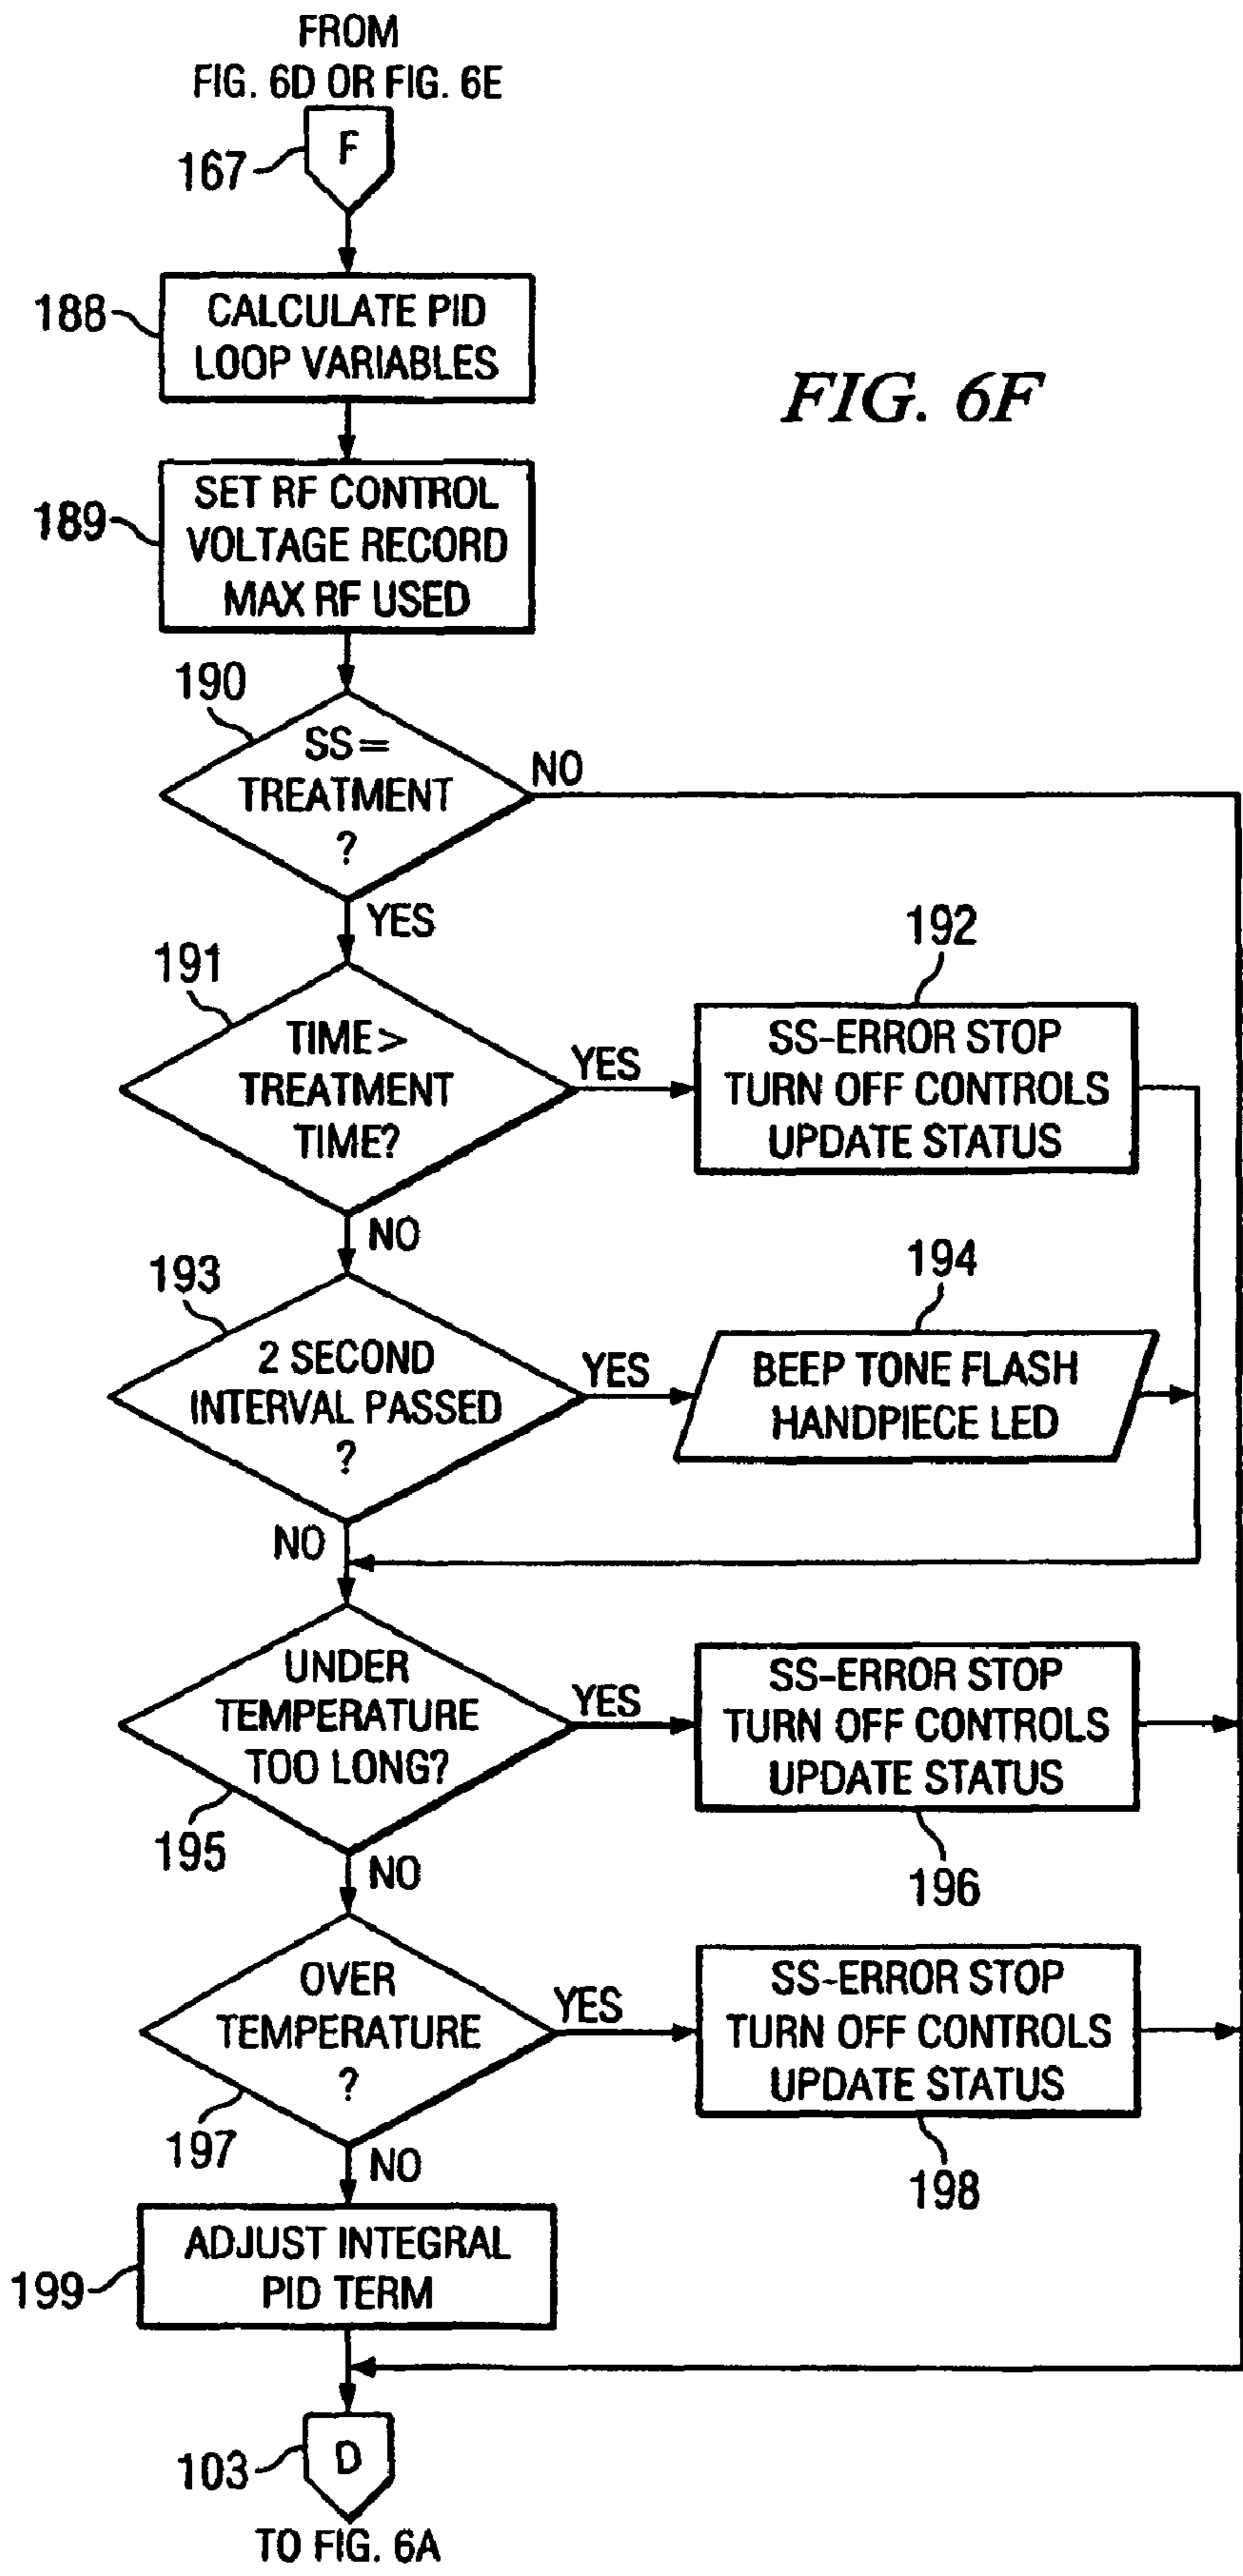 FROM
FIG. 6D OR FIG. 6E
F
167
188
CALCULATE PID
LOOP VARIABLES
FIG. 6F
189
SET RF CONTROL
VOLTAGE RECORD
MAX RF USED
190
SS=
TREATMENT
?
NO
YES
191
TIME>
TREATMENT
TIME?
YES
192
SS-ERROR STOP
TURN OFF CONTROLS
UPDATE STATUS
NO
193
2 SECOND
INTERVAL PASSED
?
YES
194
BEEP TONE FLASH
HANDPIECE LED
NO
UNDER
TEMPERATURE
TOO LONG?
195
YES
SS-ERROR STOP
TURN OFF CONTROLS
UPDATE STATUS
196
NO
OVER
TEMPERATURE
?
197
YES
SS-ERROR STOP
TURN OFF CONTROLS
UPDATE STATUS
198
NO
199
ADJUST INTEGRAL
PID TERM
103
D
TO FIG. 6A